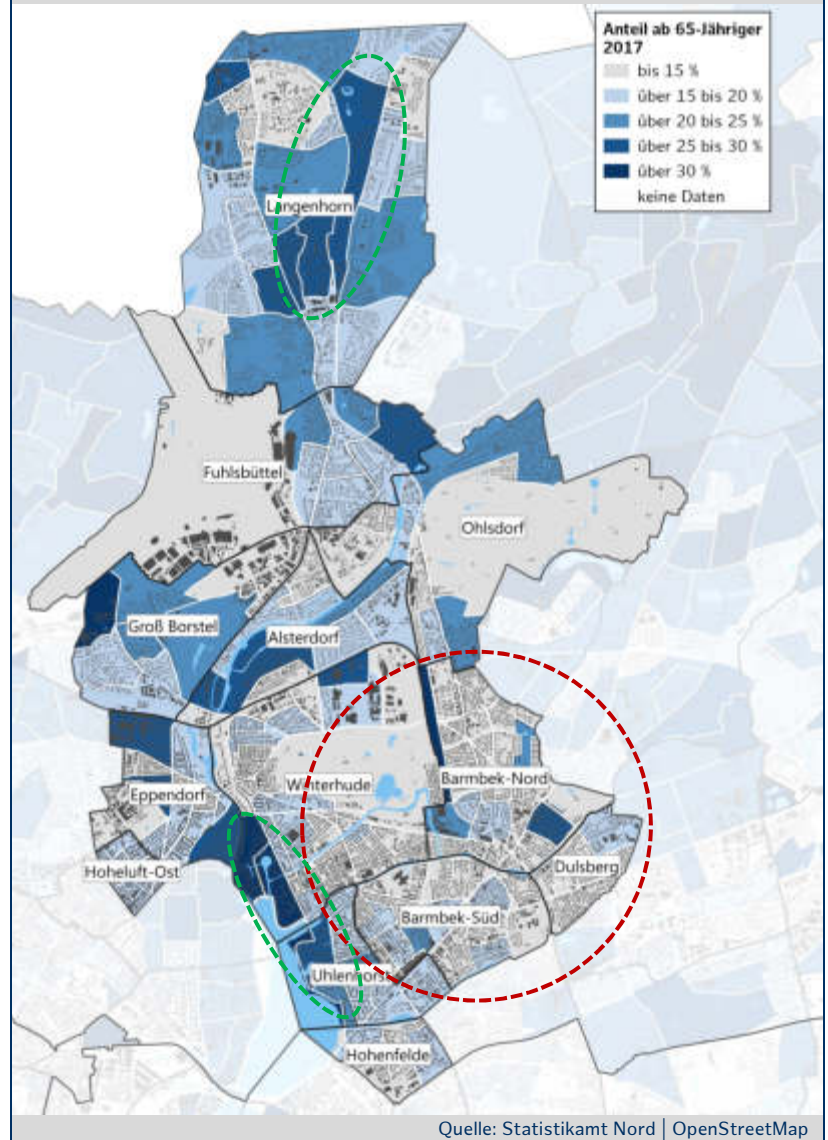 Anteil ab 65-Jähriger
2017
bis 15 %
über 15 bis 20 %
über 20 bis 25 %
über 25 bis 30 %
über 30 %
keine Daten
Langenhorn
Fuhlsbüttel
Ohlsdorf
Groß Borstel
Alsterdorf
Winterhude
Barmbek-Nord
Eppendorf
Hoheluft-Ost
Dulsberg
Barmbek-Süd
Uhlenhorst
Hohenfelde
Quelle: Statistikamt Nord | OpenStreetMap